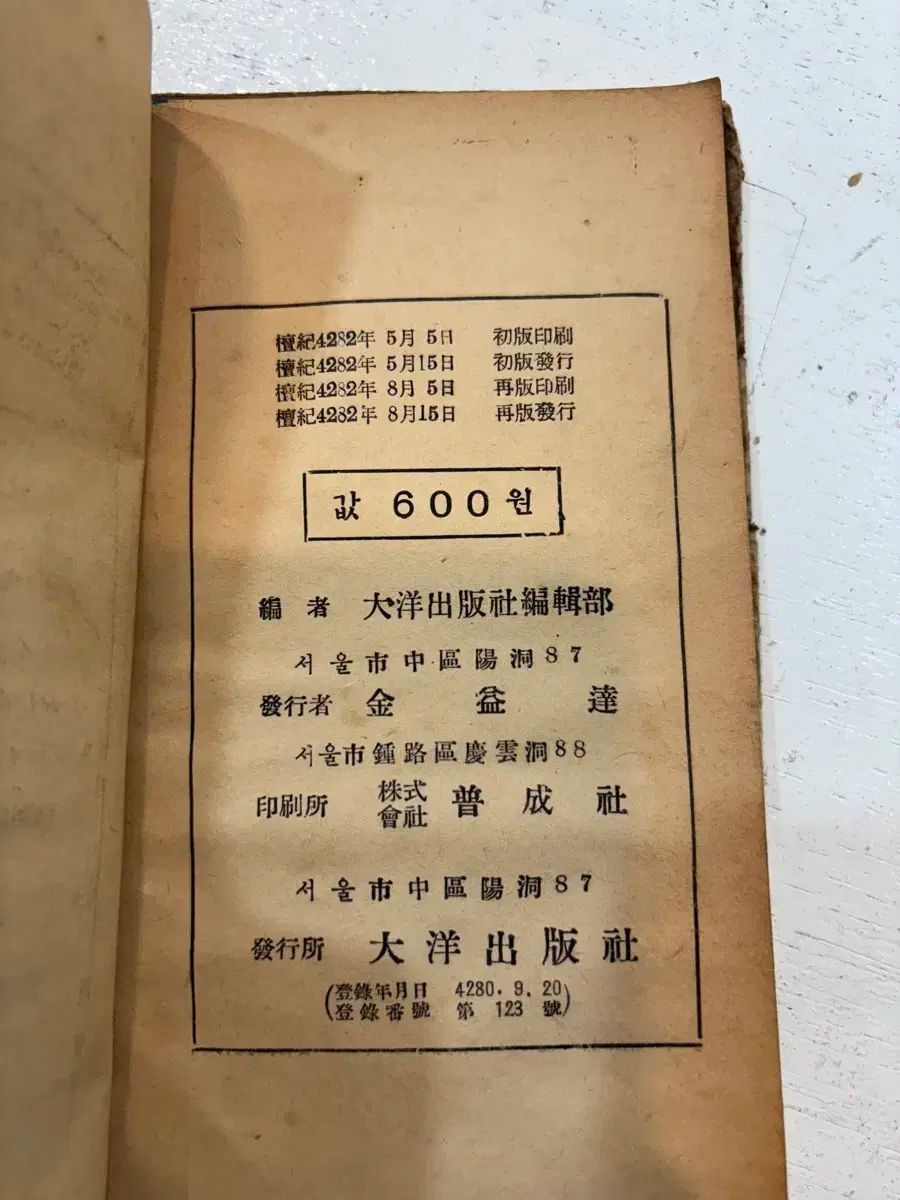 檀紀4282年 5月 5日 初版印刷
檀紀4282年 5月15日 初版發行
檀紀4282年 8月 5日 再版印刷
檀紀4282年 8月15日 再版發行
값 600원
編者 大洋出版社編輯部
서울市中區陽洞87
發行者 金益達
서울市鍾路區慶雲洞88
印刷所 株式會社 普成社
서울市中區陽洞87
發行所 大洋出版社
(登錄年月日 4280.9.20)
(登錄番號 第 123 號)